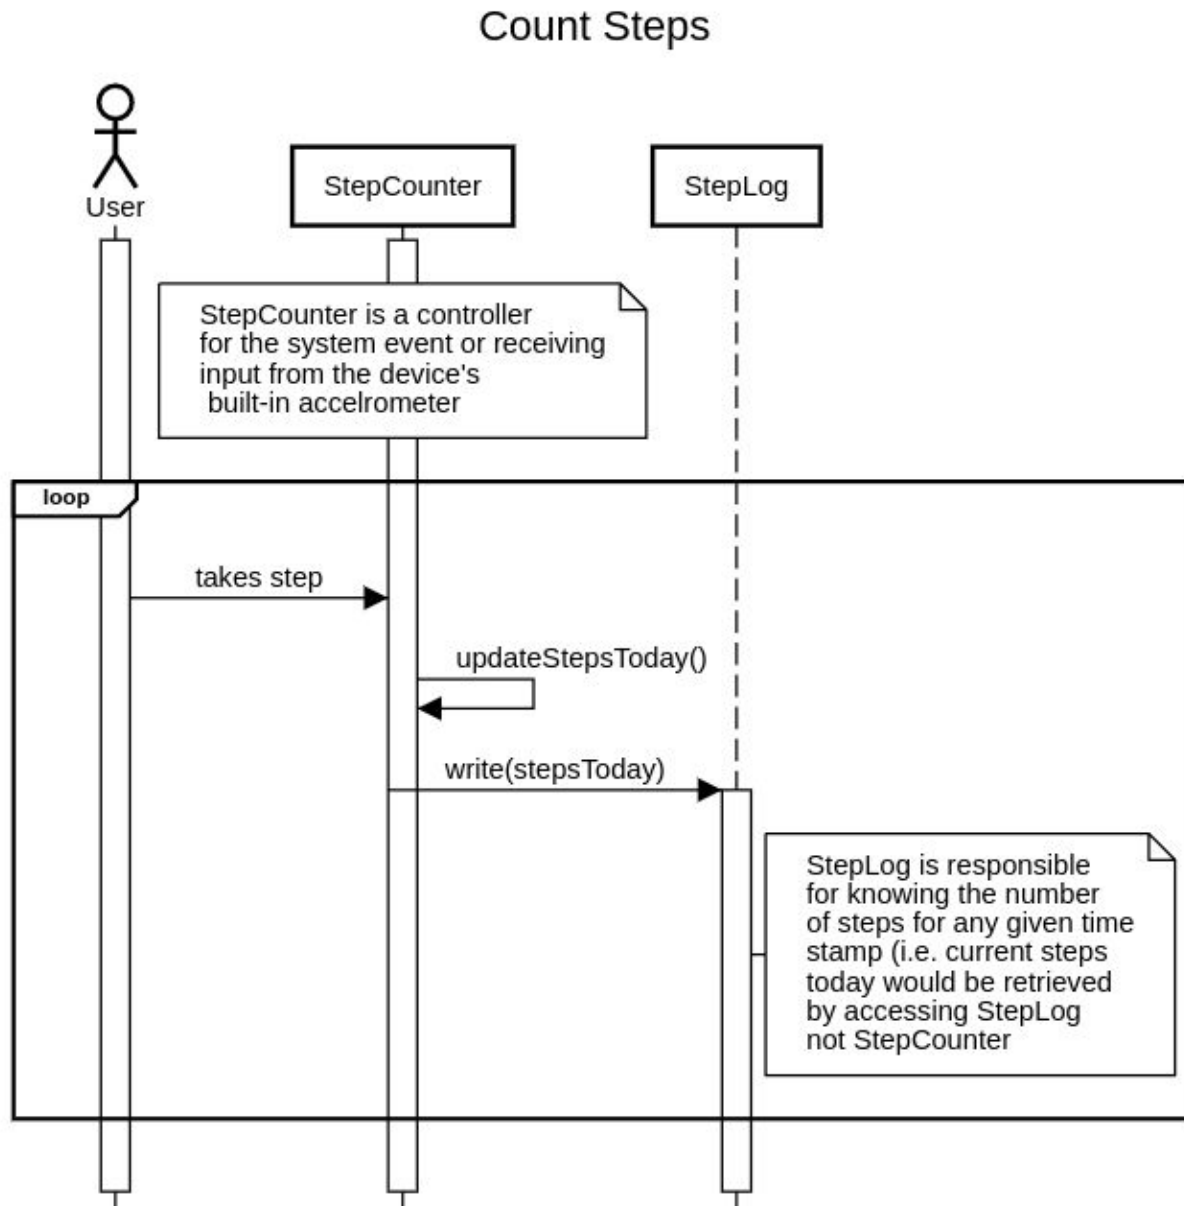 Count Steps
User
StepCounter
StepLog
StepCounter is a controller
for the system event or receiving
input from the device's
built-in accelrometer
loop
takes step
updateStepsToday()
write(stepsToday)
StepLog is responsible
for knowing the number
of steps for any given time
stamp (i.e. current steps
today would be retrieved
by accessing StepLog
not StepCounter